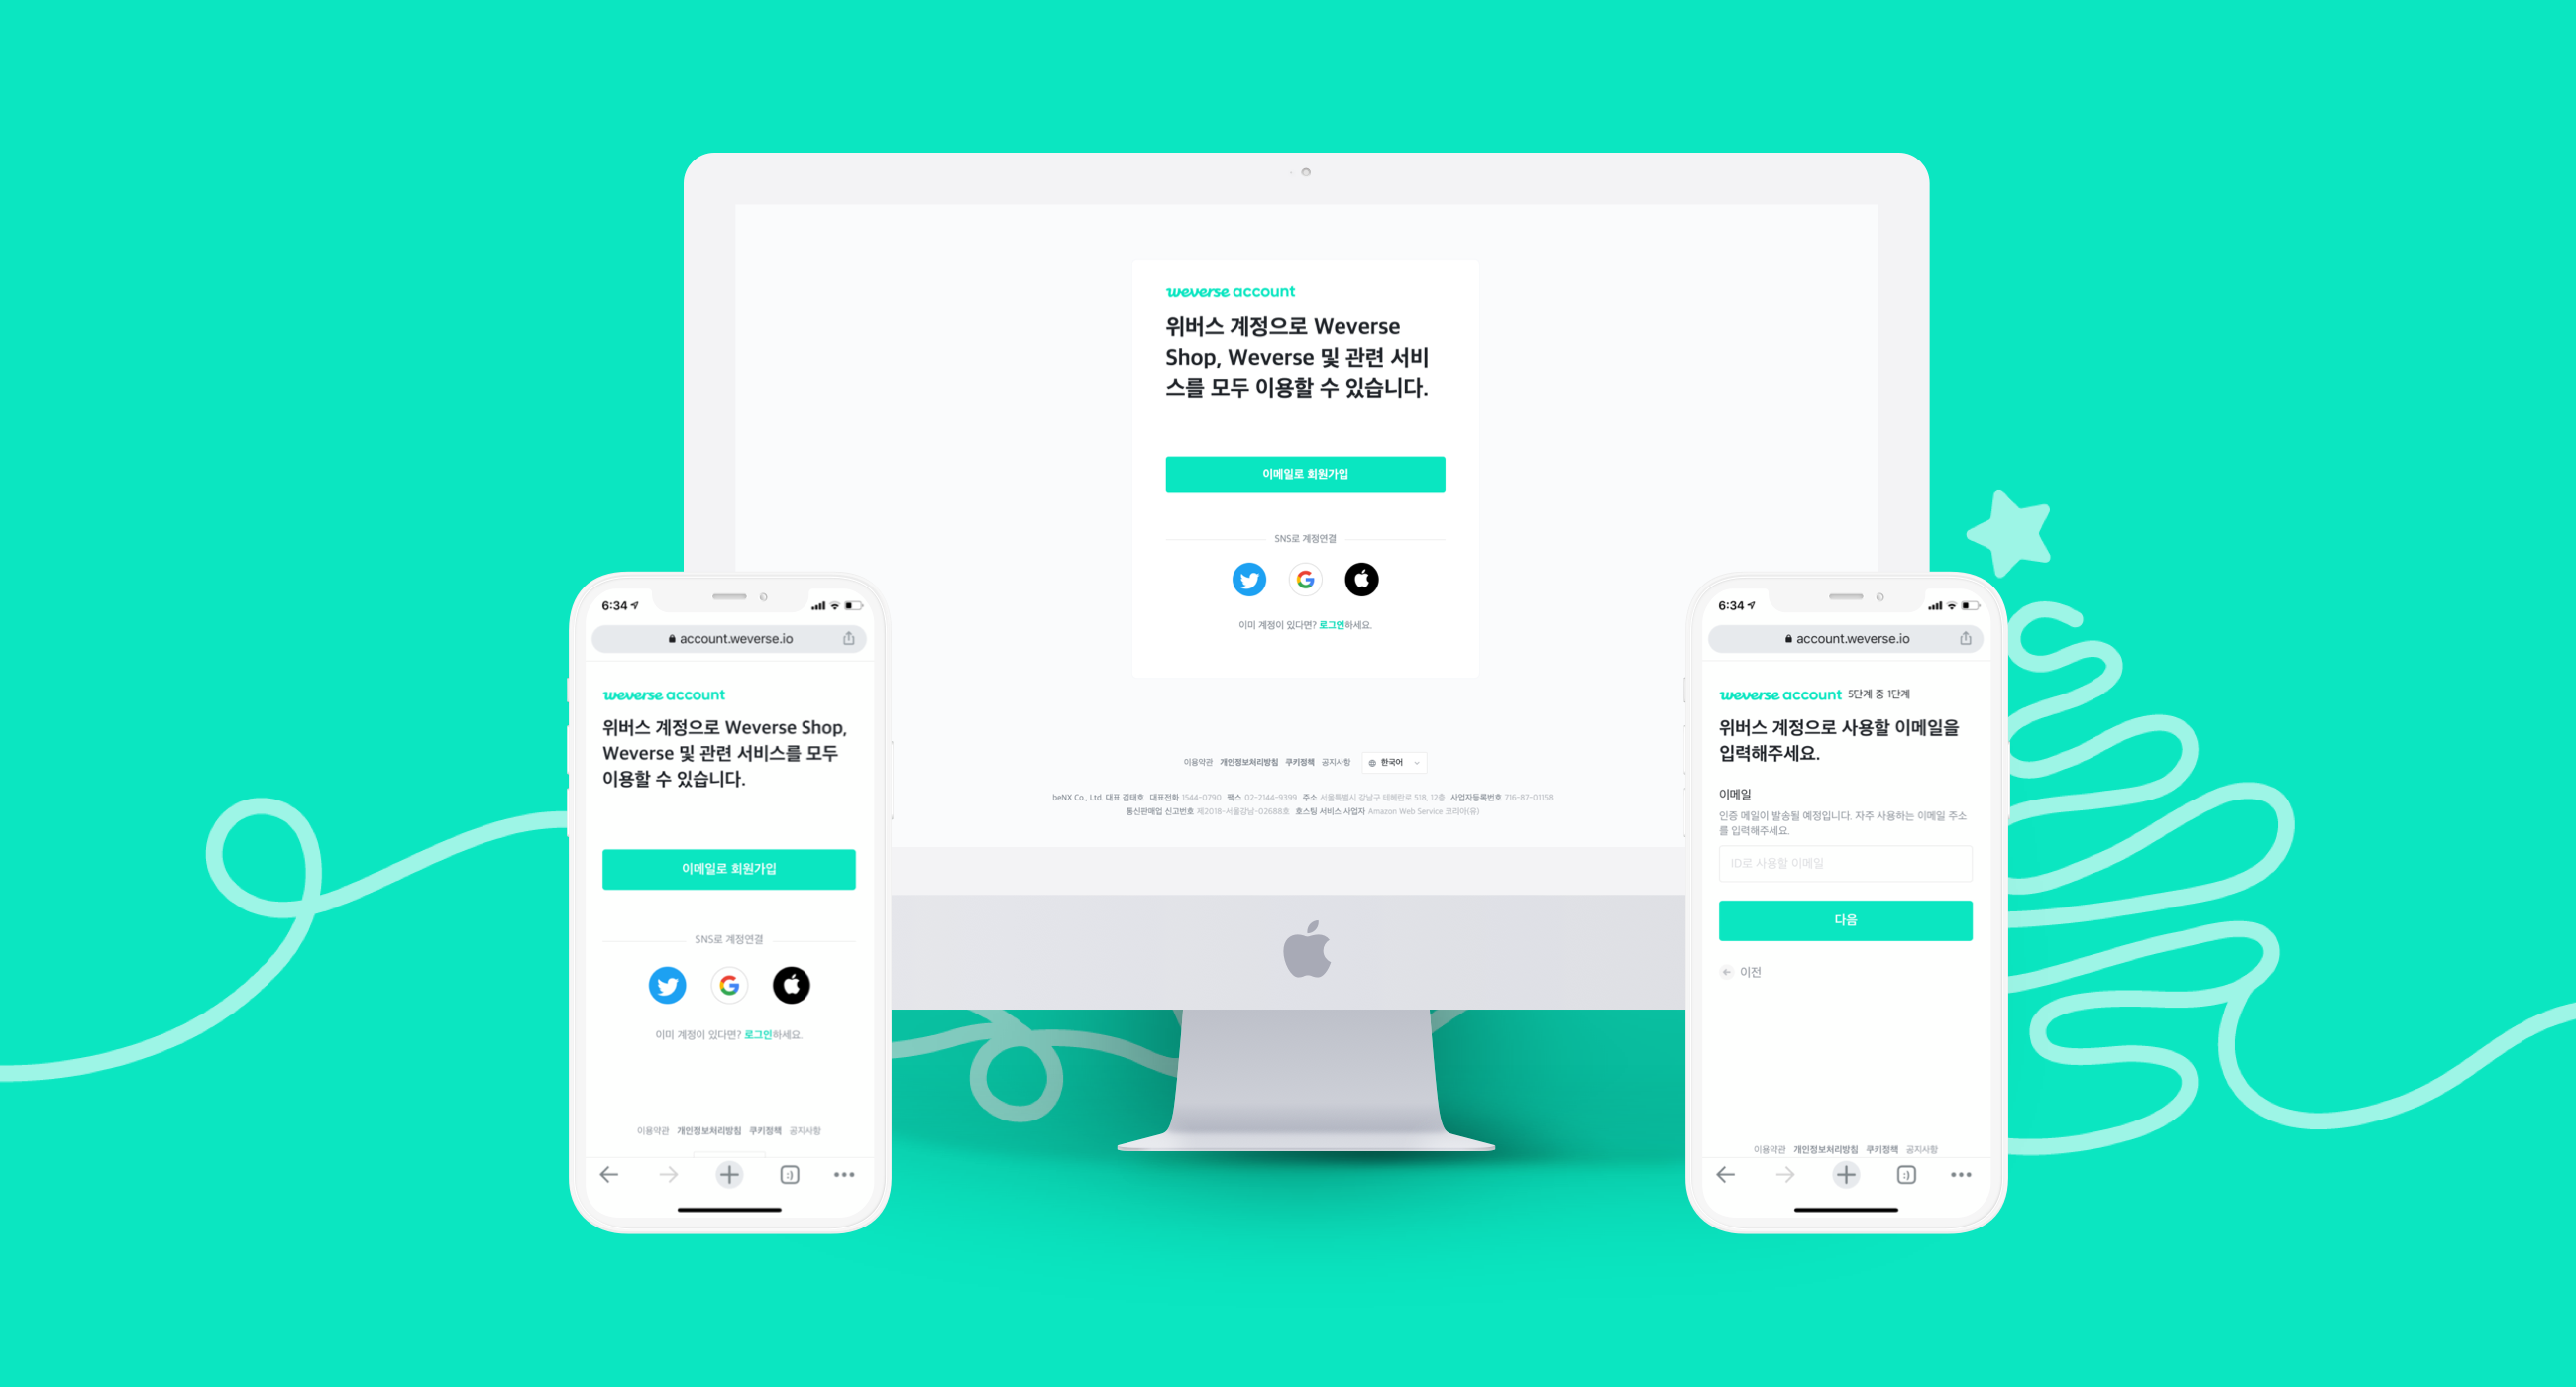 weverse account
위버스 계정으로 Weverse
Shop, Weverse 및 관련 서비
스를 모두 이용할 수 있습니다.
이메일로 회원가입
SNS로 계정연결
이미 계정이 있다면? 로그인하세요.
이용약관 개인정보처리방침 쿠키정책 공지사항 한국어
beNX Co., Ltd. 대표 김태호 대표전화 1544-0790 팩스 02-2144-9399 주소 서울특별시 강남구 테헤란로 518, 12층 사업자등록번호 716-87-01158
통신판매업 신고번호 제2018-서울강남-02688호 호스팅 서비스 사업자 Amazon Web Service 코리아(유)
6:34
account.weverse.io
weverse account
위버스 계정으로 Weverse Shop,
Weverse 및 관련 서비스를 모두
이용할 수 있습니다.
이메일로 회원가입
SNS로 계정연결
이미 계정이 있다면? 로그인하세요.
이용약관 개인정보처리방침 쿠키정책 공지사항
:)
6:34
account.weverse.io
weverse account 5단계 중 1단계
위버스 계정으로 사용할 이메일을
입력해주세요.
이메일
인증 메일이 발송될 예정입니다. 자주 사용하는 이메일 주소
를 입력해주세요.
ID로 사용할 이메일
다음
이전
이용약관 개인정보처리방침 쿠키정책 공지사항
:)